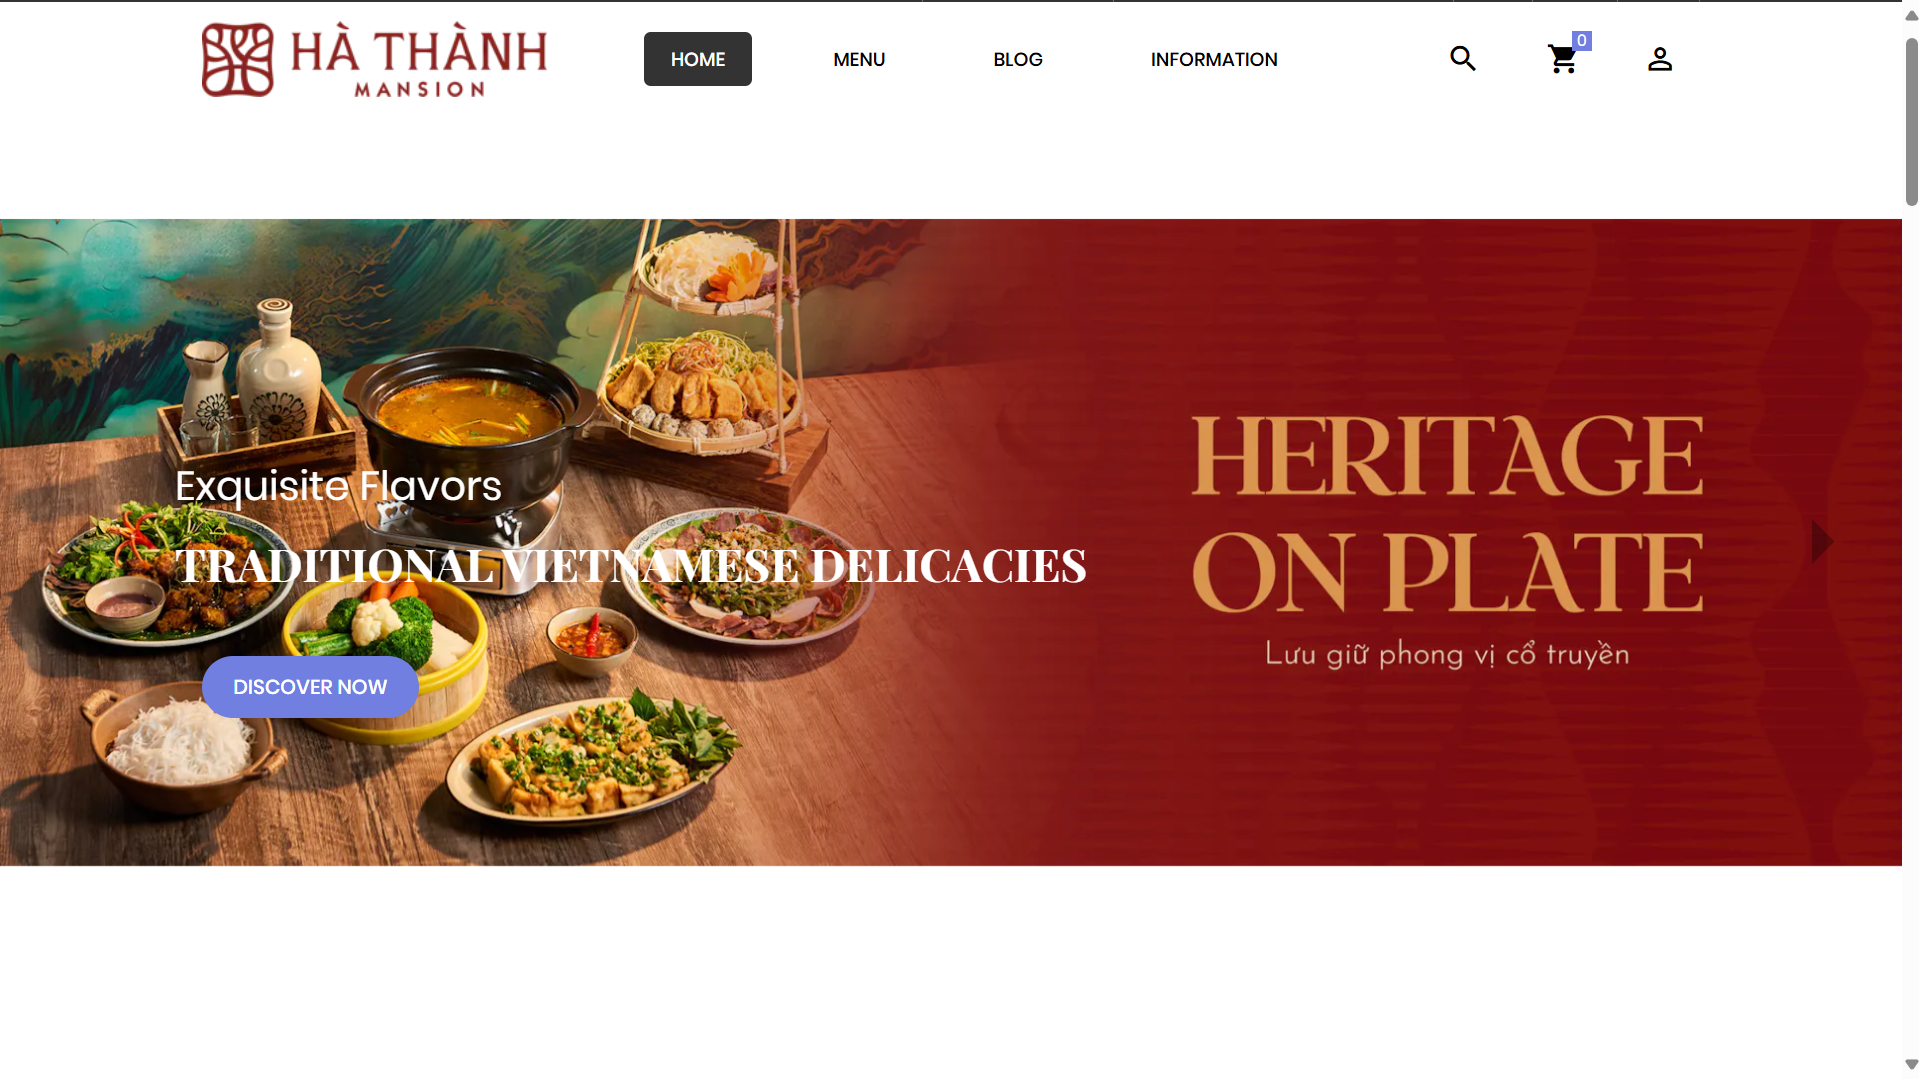 HÀ THÀNH
MANSION
HOME
MENU
BLOG
INFORMATION
0
Exquisite Flavors
TRADITIONAL VIETNAMESE DELICACIES
DISCOVER NOW
HERITAGE
ON PLATE
Lưu giữ phong vị cổ truyền